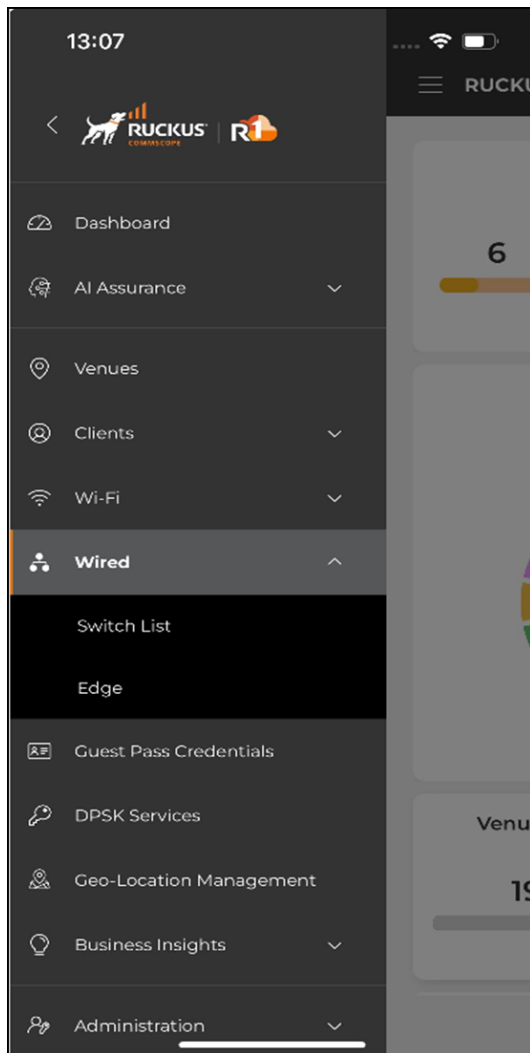 13:07
RUCKUS
COMMSCOPE
R1
RUCKU
Dashboard
6
AI Assurance
Venues
Clients
Wi-Fi
Wired
Switch List
Edge
Guest Pass Credentials
DPSK Services
Venu
Geo-Location Management
19
Business Insights
Administration